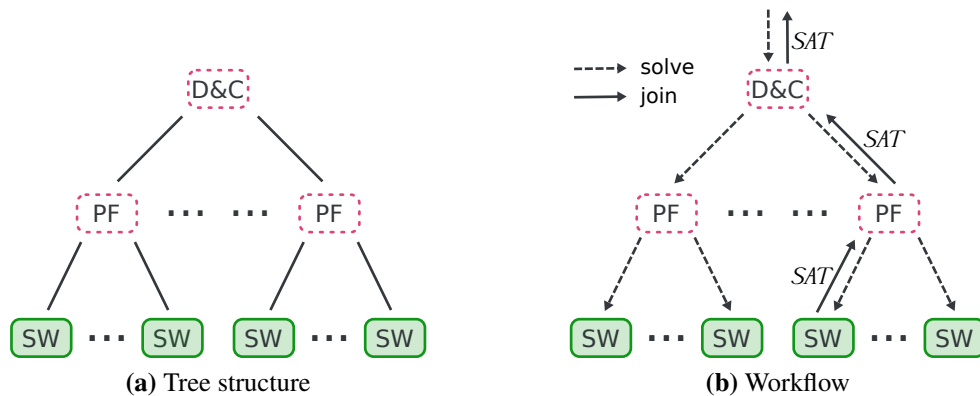 D&C
PF ··· ··· PF
SW ··· SW SW ··· SW
(a) Tree structure
SAT
solve
join
D&C
SAT
PF ··· ··· PF
SAT
SW ··· SW SW ··· SW
(b) Workflow